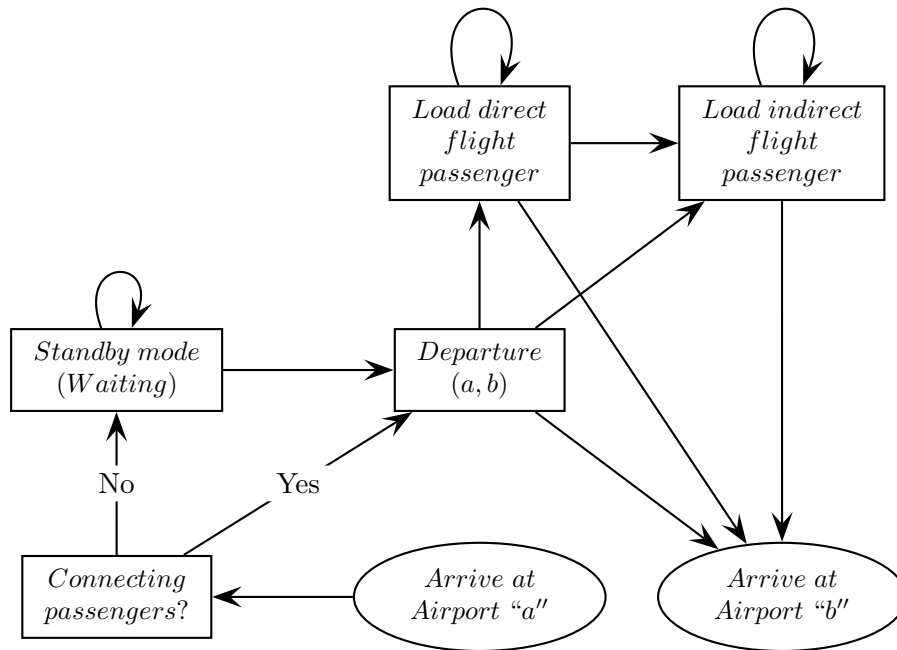 Load direct
flight
passenger
Load indirect
flight
passenger
Standby mode
(Waiting)
Departure
(a, b)
No
Yes
Connecting
passengers?
Arrive at
Airport “a″
Arrive at
Airport “b″